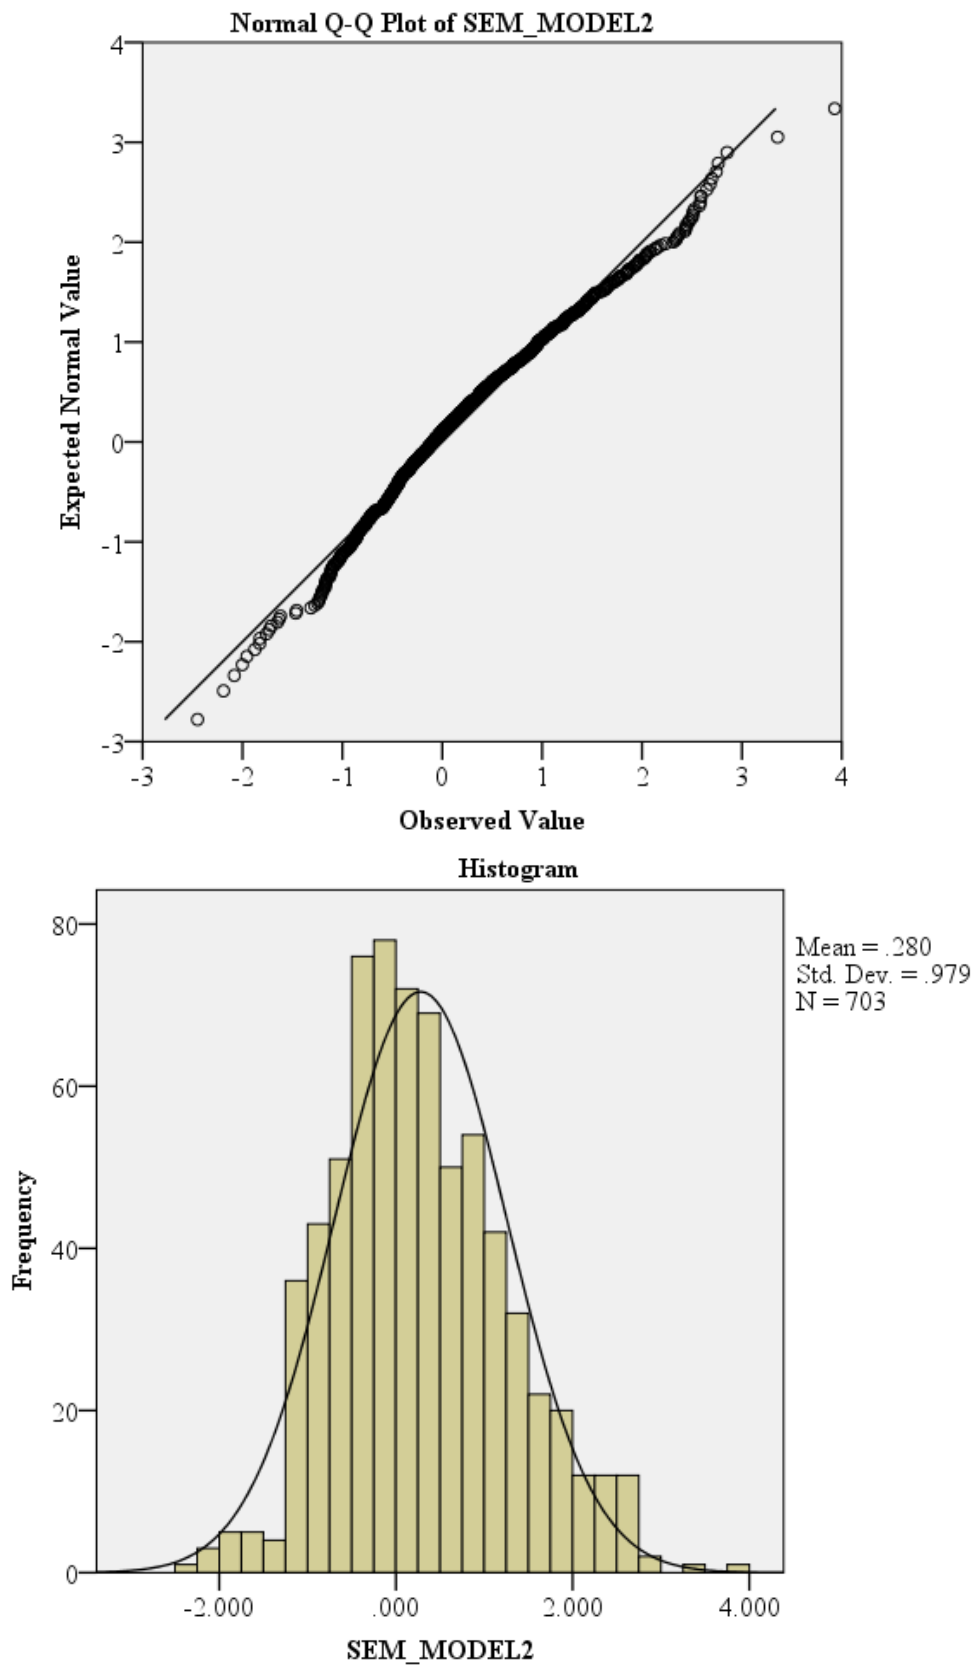 Normal Q-Q Plot of SEM_MODEL2
4
3
2
1
0
-1
-2
-3
Expected Normal Value
-3 -2 -1 0 1 2 3 4
Observed Value
Histogram
80
60
40
20
0
Frequency
Mean = .280
Std. Dev. = .979
N = 703
-2.000 .000 2.000 4.000
SEM_MODEL2